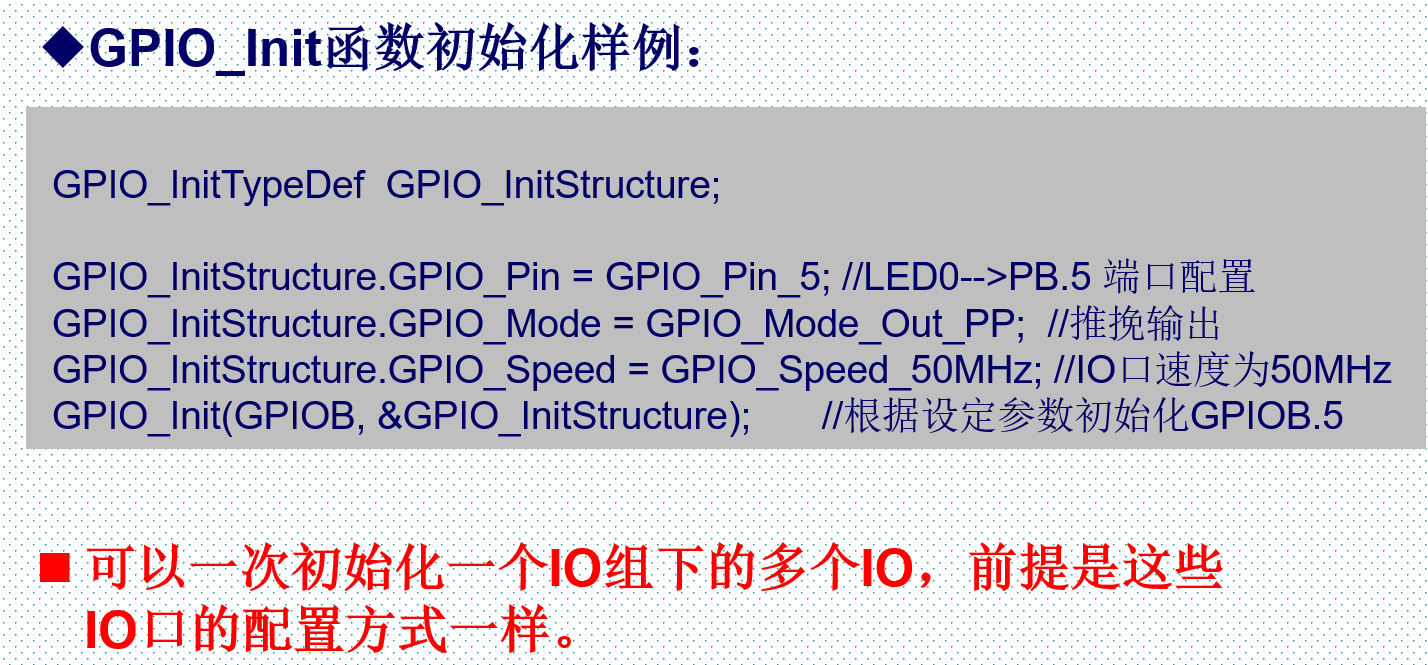 ◆GPIO_Init函数初始化样例：
GPIO_InitTypeDef  GPIO_InitStructure;
GPIO_InitStructure.GPIO_Pin = GPIO_Pin_5; //LED0-->PB.5 端口配置
GPIO_InitStructure.GPIO_Mode = GPIO_Mode_Out_PP;  //推挽输出
GPIO_InitStructure.GPIO_Speed = GPIO_Speed_50MHz; //IO口速度为50MHz
GPIO_Init(GPIOB, &GPIO_InitStructure);      //根据设定参数初始化GPIOB.5
■ 可以一次初始化一个IO组下的多个IO，前提是这些
IO口的配置方式一样。